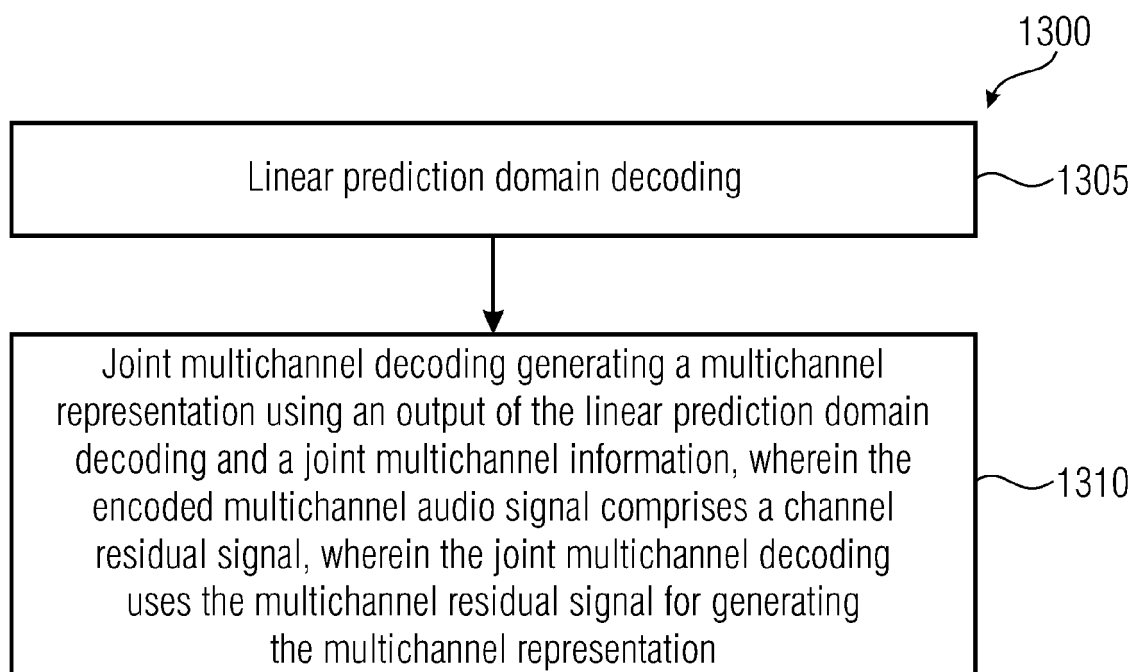 1300
Linear prediction domain decoding
1305
Joint multichannel decoding generating a multichannel
representation using an output of the linear prediction domain
decoding and a joint multichannel information, wherein the
encoded multichannel audio signal comprises a channel
residual signal, wherein the joint multichannel decoding
uses the multichannel residual signal for generating
the multichannel representation
1310